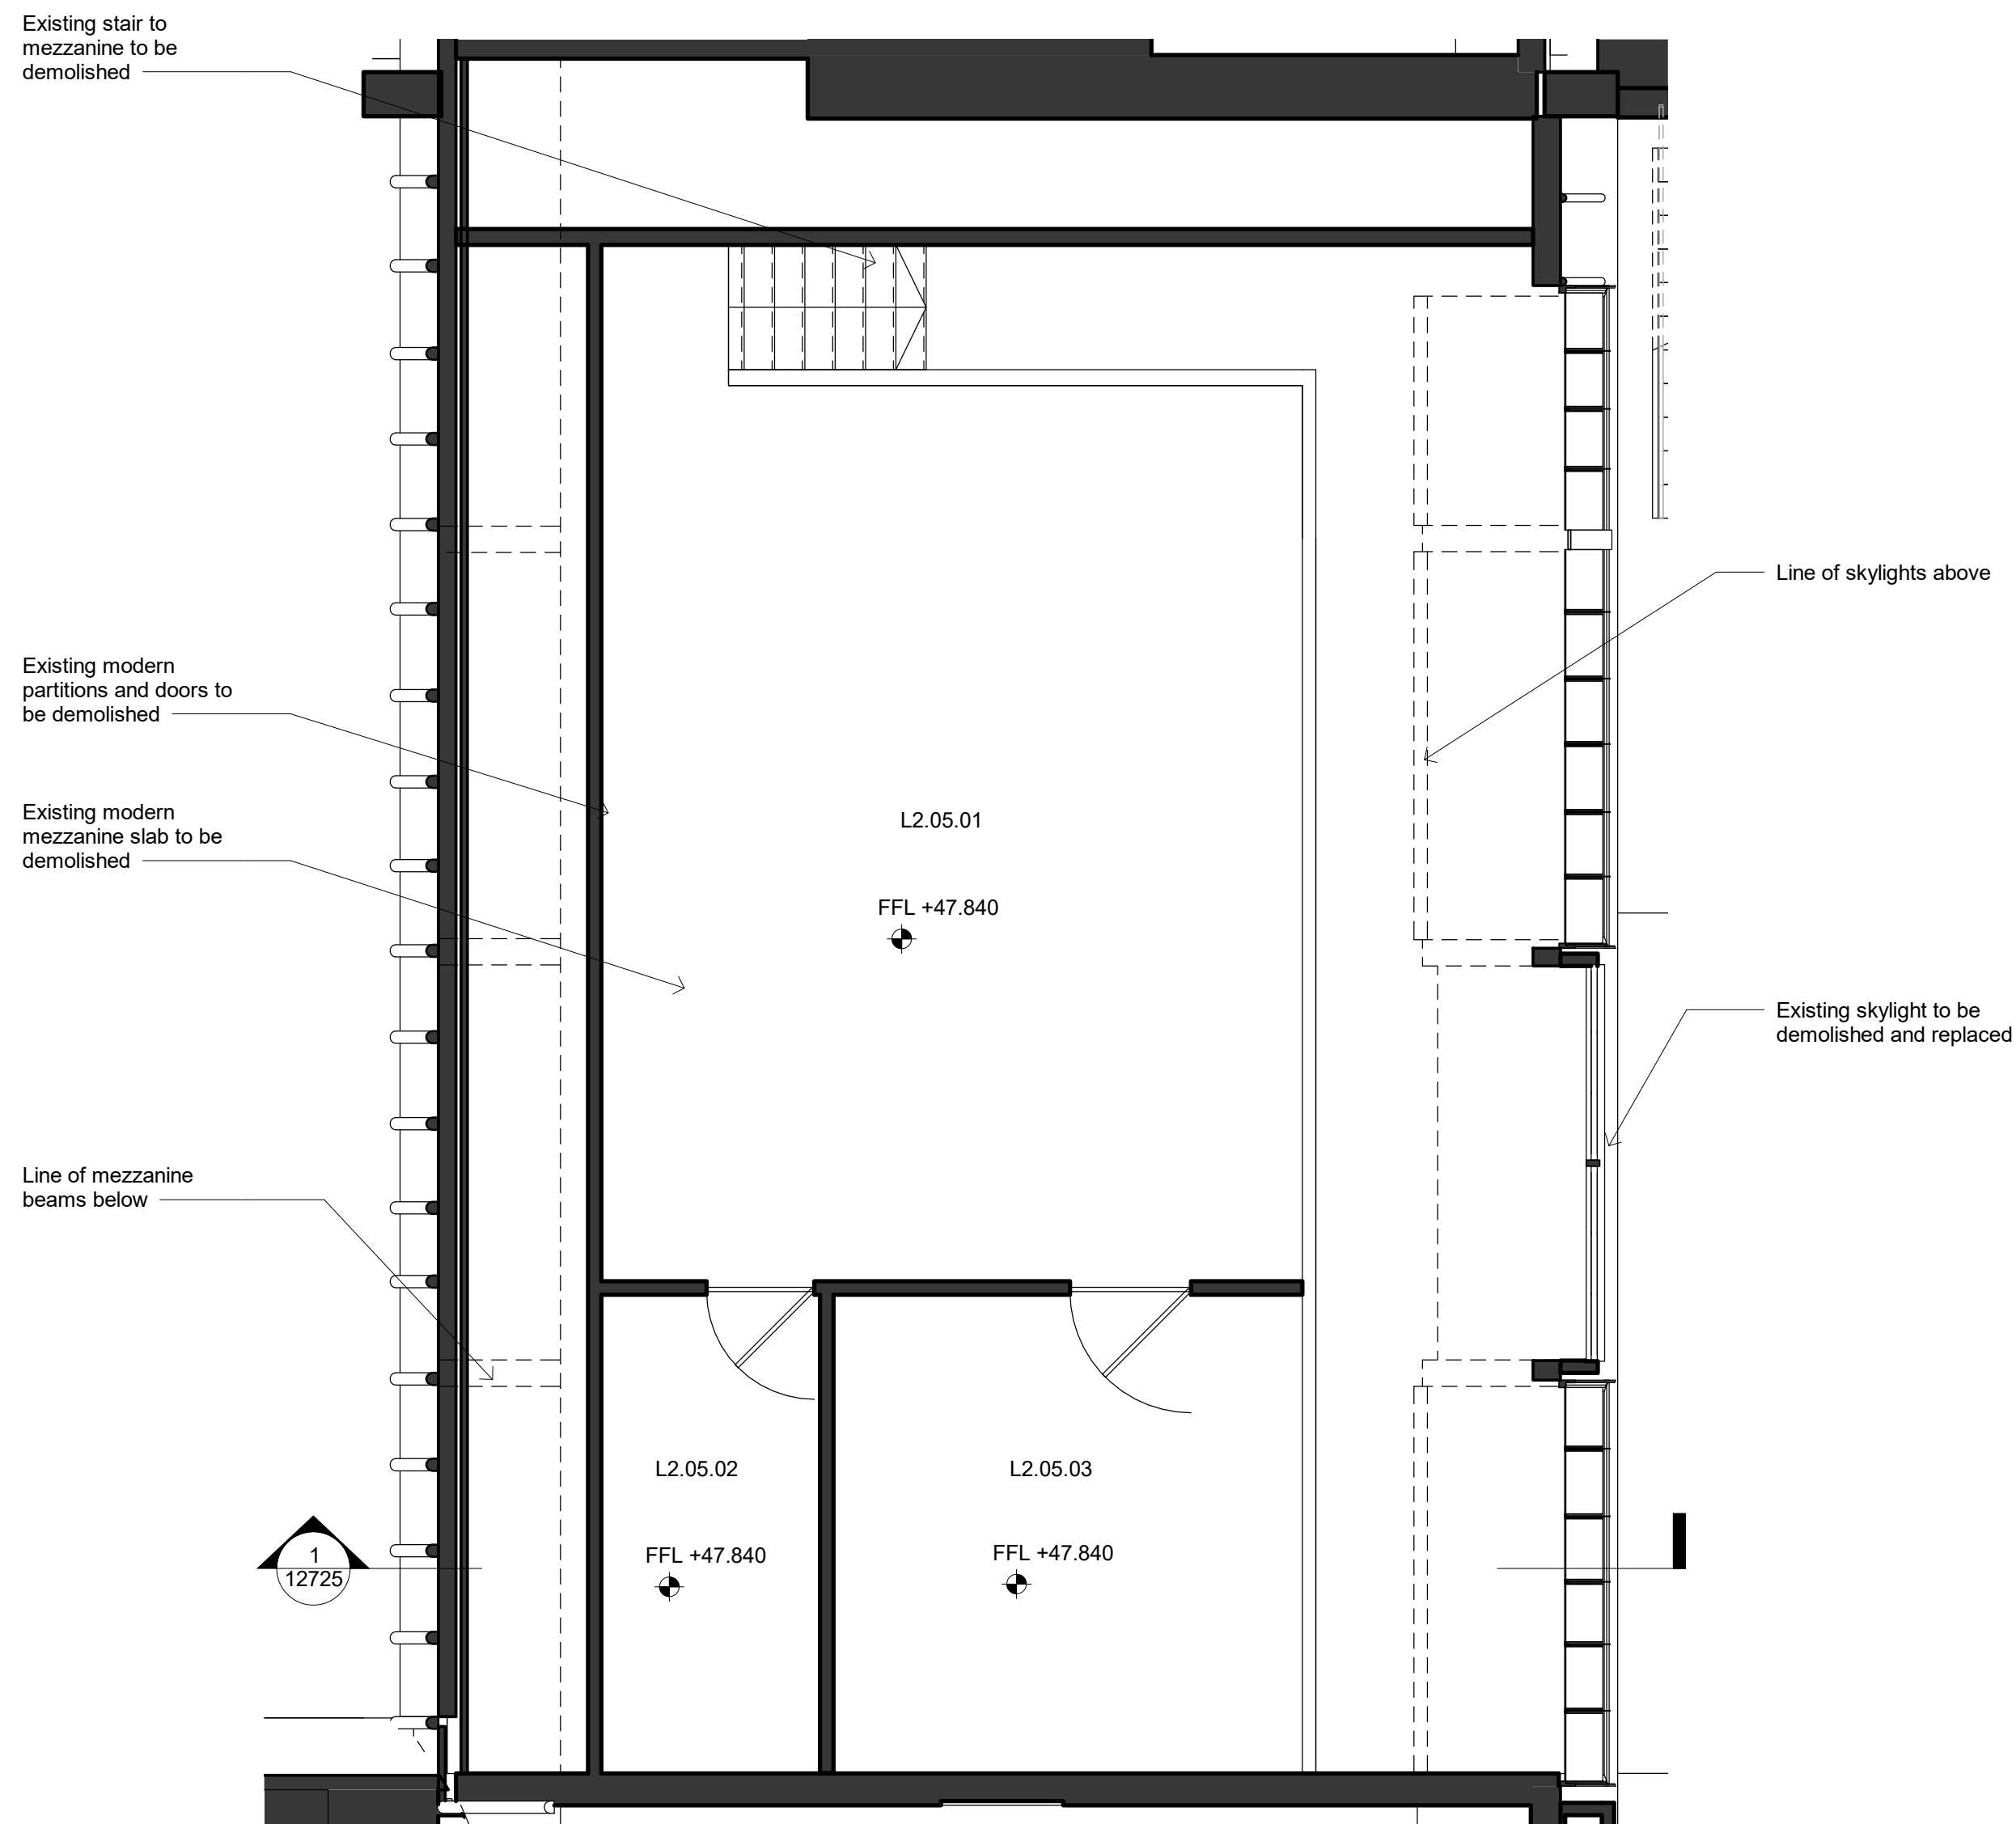 Existing stair to
mezzanine to be
demolished
Line of skylights above
Existing modern
partitions and doors to
be demolished
Existing modern
mezzanine slab to be
demolished
L2.05.01
FFL +47.840
Existing skylight to be
demolished and replaced
Line of mezzanine
beams below
L2.05.02
L2.05.03
FFL +47.840
FFL +47.840
1
12725